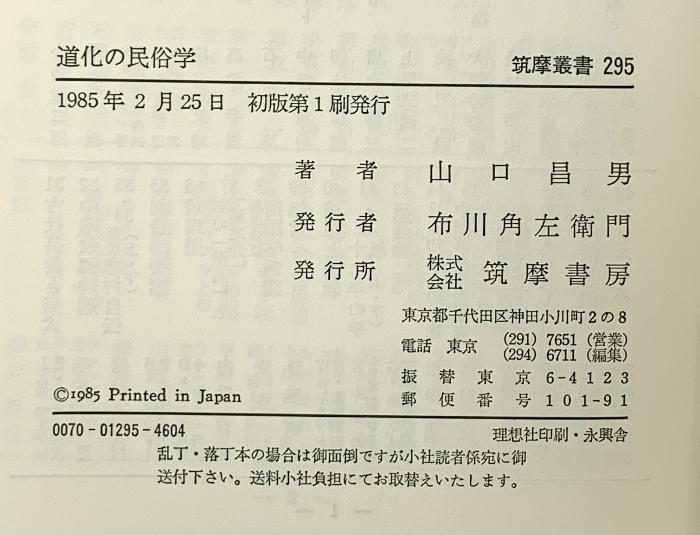 道化の民俗学 筑摩叢書 295
1985年2月25日 初版第1刷発行
著者 山口昌男
発行者 布川角左衛門
発行所 株式会社 筑摩書房
東京都千代田区神田小川町2の8
電話 東京 (291) 7651 (営業)
(294) 6711 (編集)
振替東京 6-4123
郵便番号 101-91
©1985 Printed in Japan
0070-01295-4604 理想社印刷・永興舎
乱丁・落丁本の場合は御面倒ですが小社読者係宛に御
送付下さい。送料小社負担にてお取替えいたします。